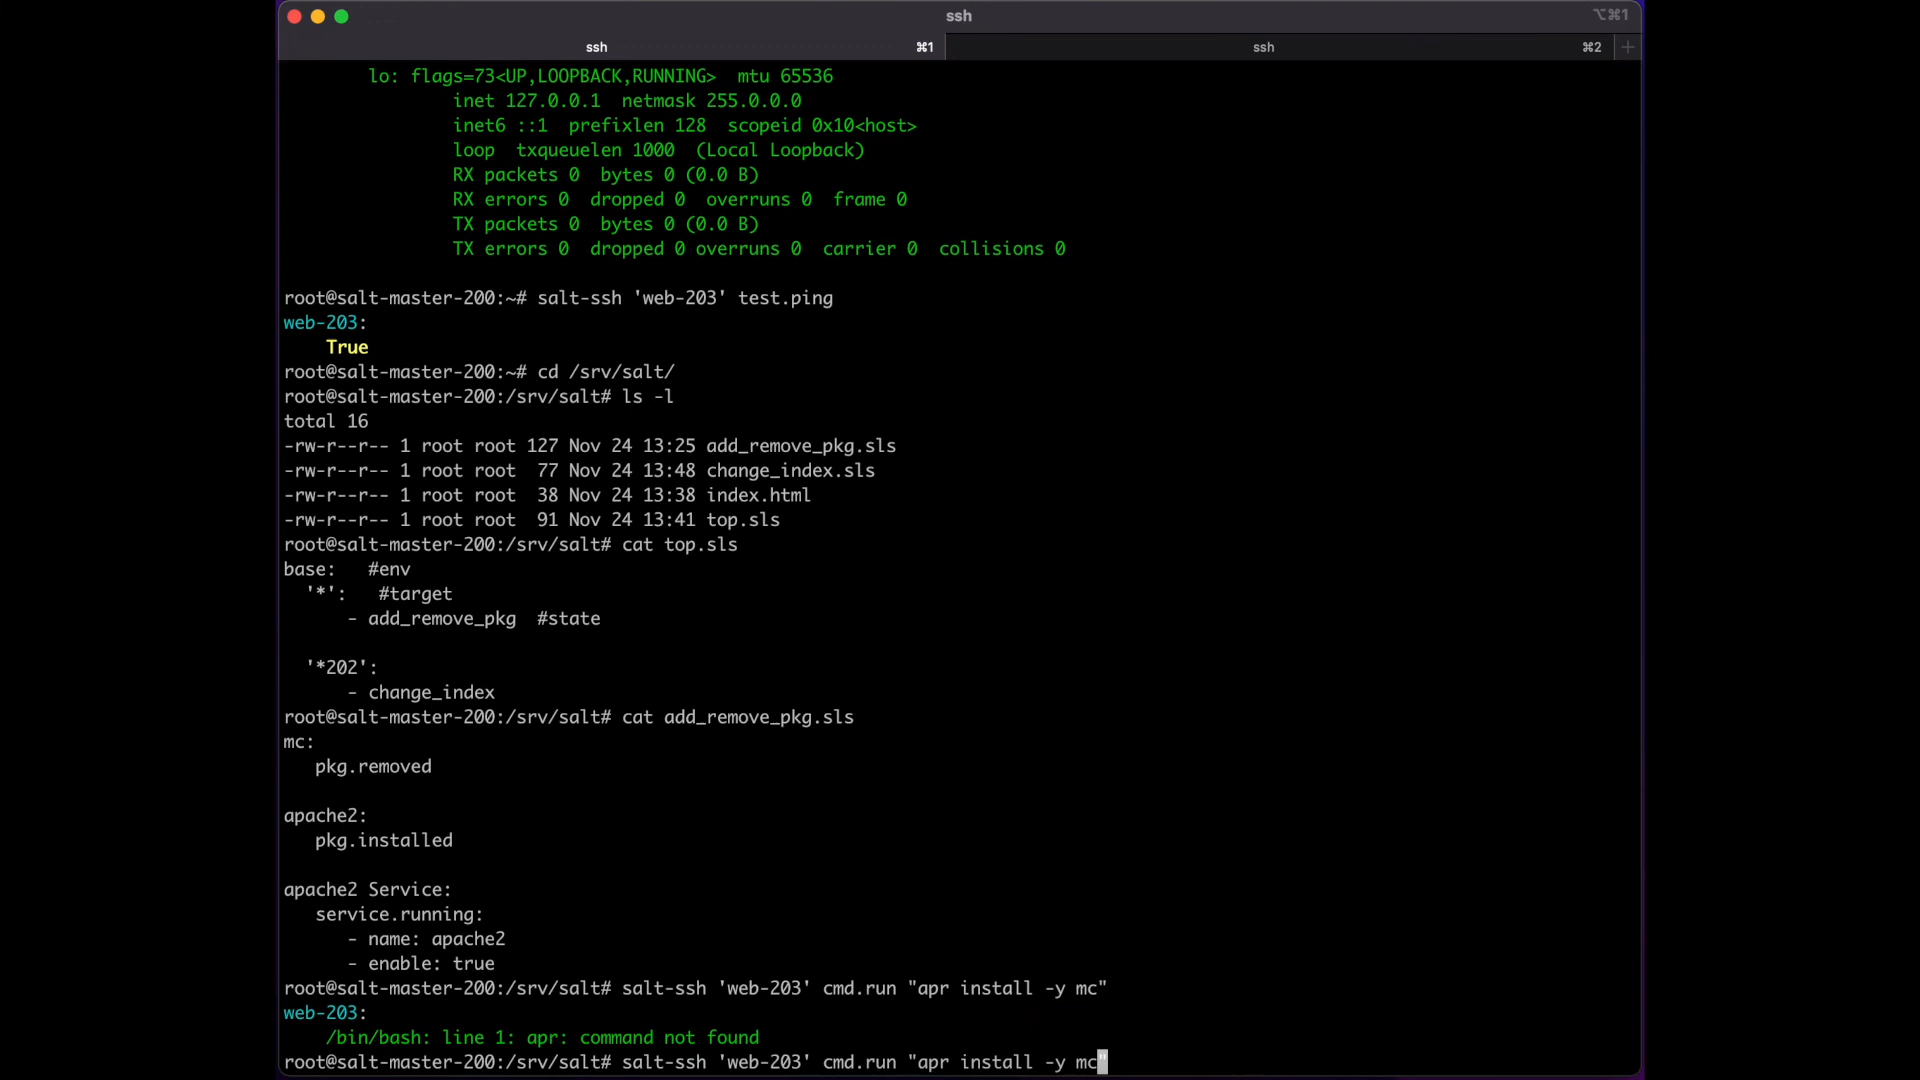 ssh
⌥⌘1
ssh ⌘1 ssh ⌘2 +
lo: flags=73<UP,LOOPBACK,RUNNING>  mtu 65536
inet 127.0.0.1  netmask 255.0.0.0
inet6 ::1  prefixlen 128  scopeid 0x10<host>
loop  txqueuelen 1000  (Local Loopback)
RX packets 0  bytes 0 (0.0 B)
RX errors 0  dropped 0  overruns 0  frame 0
TX packets 0  bytes 0 (0.0 B)
TX errors 0  dropped 0 overruns 0  carrier 0  collisions 0
root@salt-master-200:~# salt-ssh 'web-203' test.ping
web-203:
True
root@salt-master-200:~# cd /srv/salt/
root@salt-master-200:/srv/salt# ls -l
total 16
-rw-r--r-- 1 root root 127 Nov 24 13:25 add_remove_pkg.sls
-rw-r--r-- 1 root root  77 Nov 24 13:48 change_index.sls
-rw-r--r-- 1 root root  38 Nov 24 13:38 index.html
-rw-r--r-- 1 root root  91 Nov 24 13:41 top.sls
root@salt-master-200:/srv/salt# cat top.sls
base:   #env
'*':   #target
- add_remove_pkg  #state
'*202':
- change_index
root@salt-master-200:/srv/salt# cat add_remove_pkg.sls
mc:
pkg.removed
apache2:
pkg.installed
apache2 Service:
service.running:
- name: apache2
- enable: true
root@salt-master-200:/srv/salt# salt-ssh 'web-203' cmd.run "apr install -y mc"
web-203:
/bin/bash: line 1: apr: command not found
root@salt-master-200:/srv/salt# salt-ssh 'web-203' cmd.run "apr install -y mc"